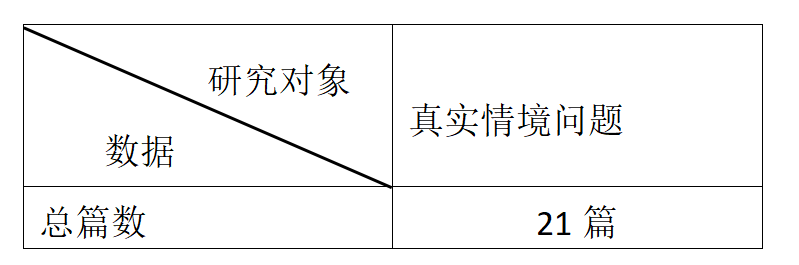 研究对象
真实情境问题
数据
总篇数
21 篇